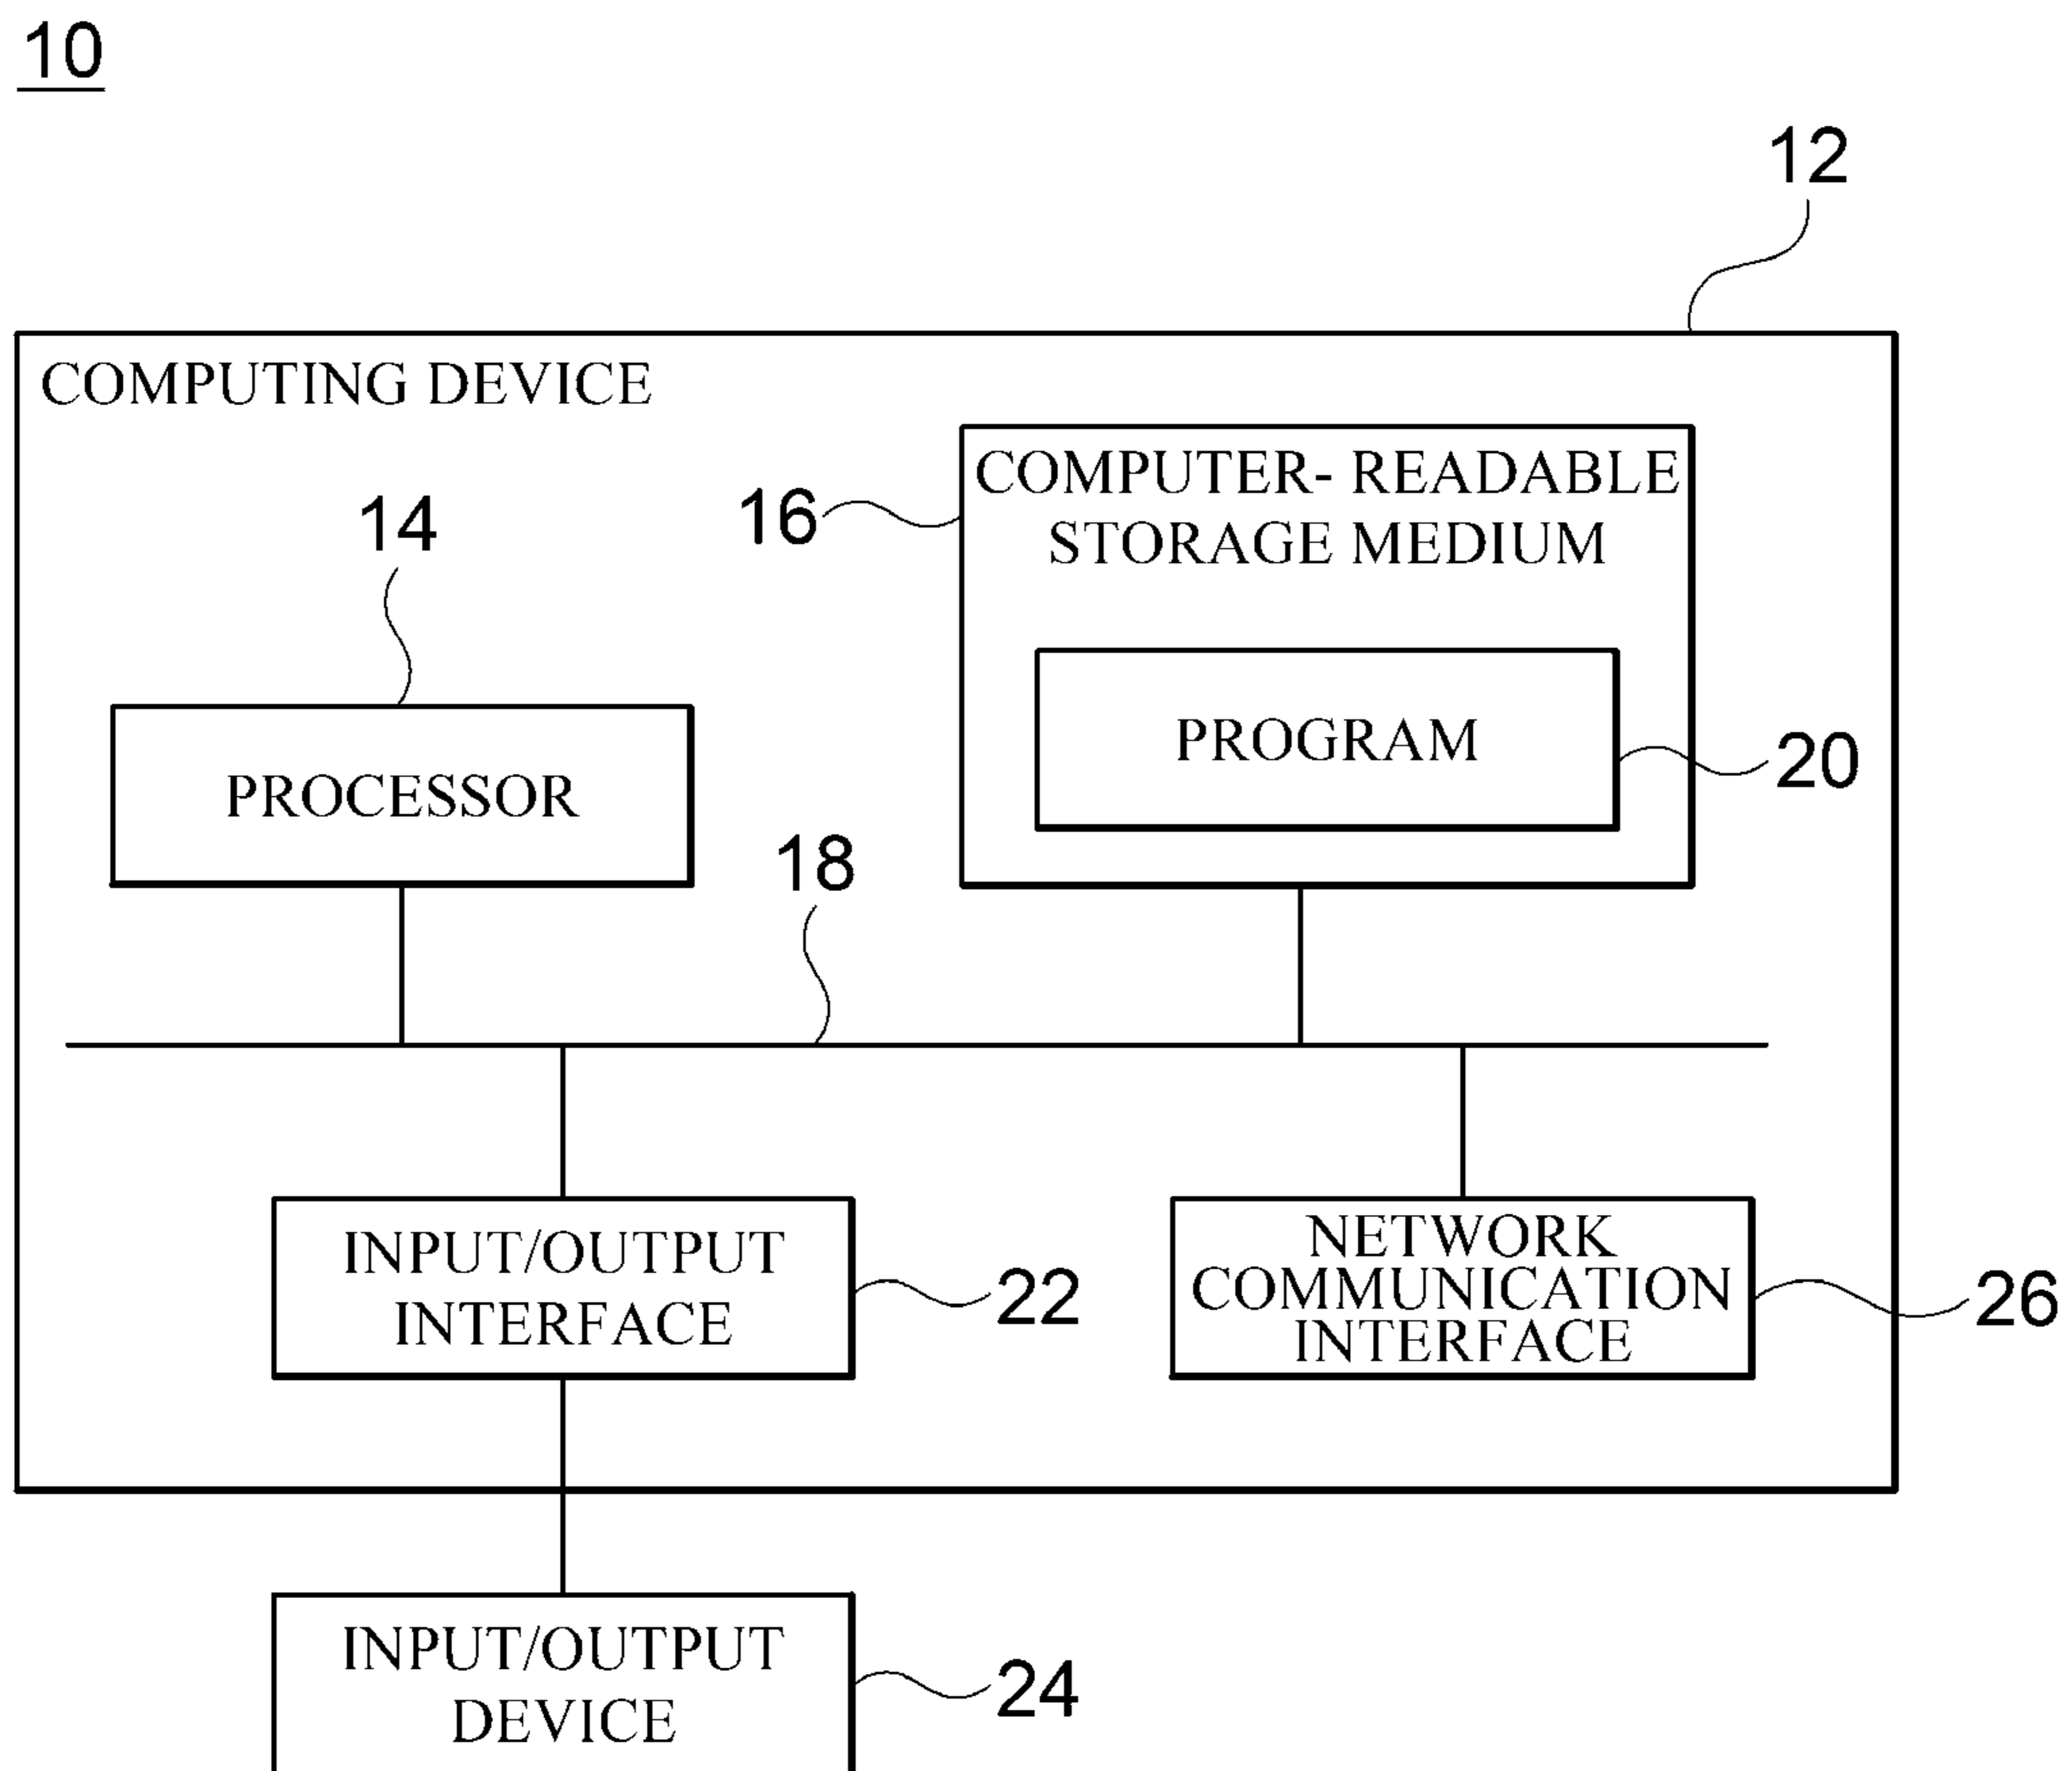 10
12
COMPUTING DEVICE
COMPUTER- READABLE
STORAGE MEDIUM
16
14
PROGRAM
20
PROCESSOR
18
INPUT/OUTPUT
INTERFACE
22
NETWORK
COMMUNICATION
INTERFACE
26
INPUT/OUTPUT
DEVICE
24